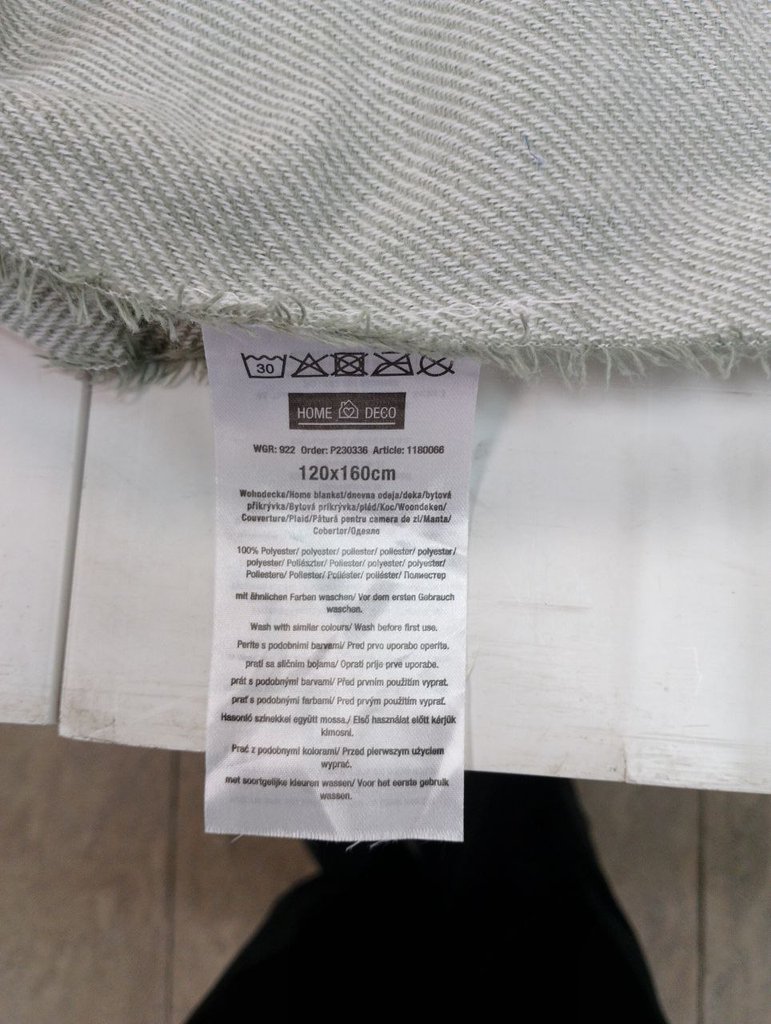 30
HOME DECO
WGR: 922 Order: P230336 Article: 1180066
120x160cm
Wohndecke/Home blanket/dnevna odeja/deka/bytová
přikrývka/Bytová prikrývka/pléd/Koc/Woondeken/
Couverture/Plaid/Pătură pentru camera de zi/Manta/
Cobertor/Одеяло
100% Polyester/ polyester/ poliester/ poliester/ polyester/
polyester/ Poliészter/ Poliester/ polyester/ polyester/
Poliestere/ Poliester/ Poliéster/ poliéster/ Полиестер
mit ähnlichen Farben waschen/ Vor dem ersten Gebrauch
waschen.
Wash with similar colours/ Wash before first use.
Perite s podobnimi barvami/ Pred prvo uporabo operite.
prati sa sličnim bojama/ Oprati prije prve uporabe.
prát s podobnými barvami/ Před prvním použitím vyprat.
prať s podobnými farbami/ Pred prvým použitím vyprať.
Hasonló színekkel együtt mossa./ Első használat előtt kérjük
kimosni.
Prać z podobnymi kolorami/ Przed pierwszym użyciem
wyprać.
met soortgelijke kleuren wassen/ Voor het eerste gebruik
wassen.